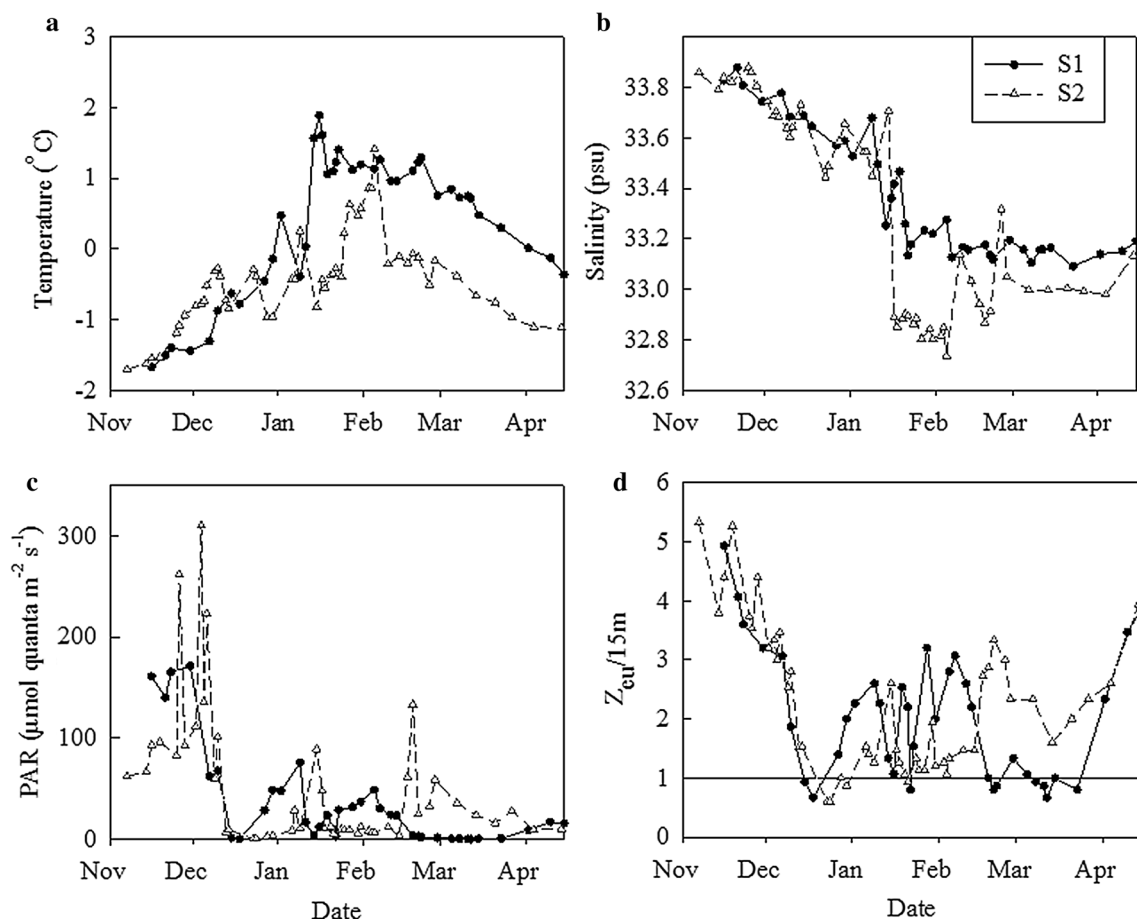 a
3
2
1
0
-1
-2
Temperature (°C)
Nov Dec Jan Feb Mar Apr
b
33.8
33.6
33.4
33.2
33.0
32.8
32.6
Salinity (psu)
S1
S2
Nov Dec Jan Feb Mar Apr
c
300
200
100
0
PAR (µmol quanta m⁻² s⁻¹)
Nov Dec Jan Feb Mar Apr
Date
d
6
5
4
3
2
1
0
Zeu/15m
Nov Dec Jan Feb Mar Apr
Date